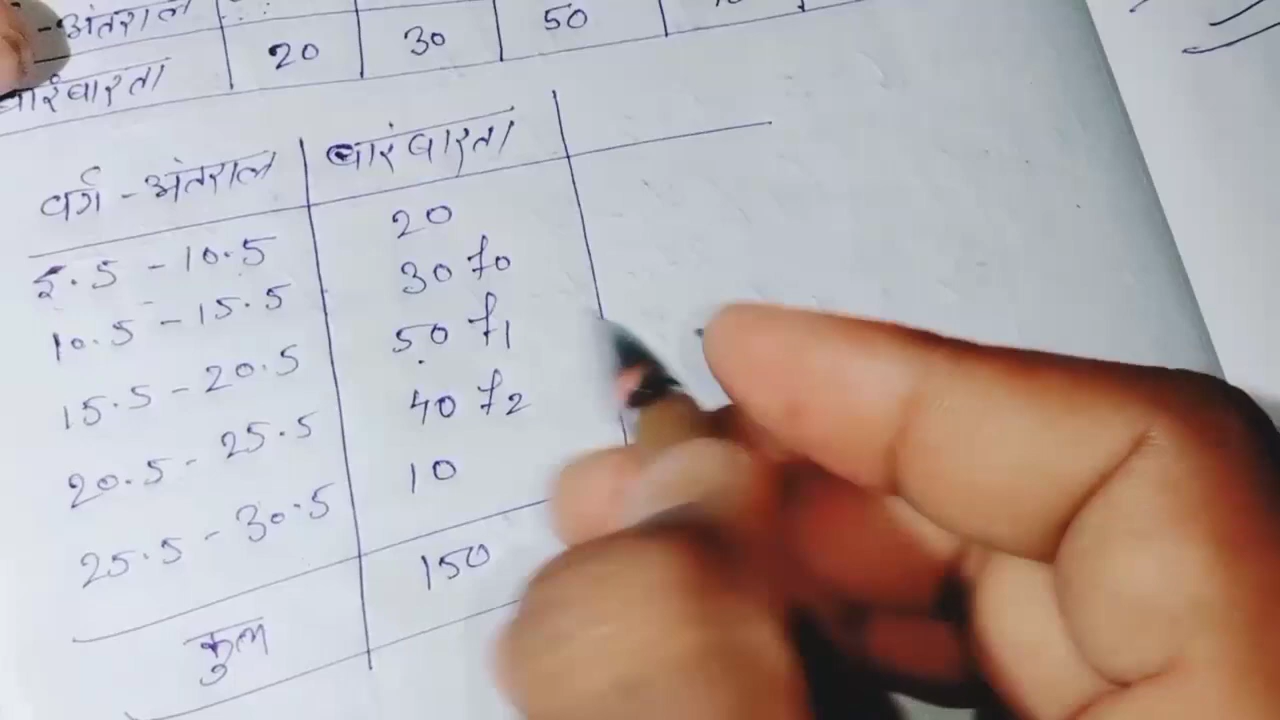 -अंतराल
बारंबारता 20 30 50
वर्ग-अंतराल बारंबारता
5.5-10.5 20
10.5-15.5 30 f0
15.5-20.5 50 f1
20.5-25.5 40 f2
25.5-30.5 10
कुल 150